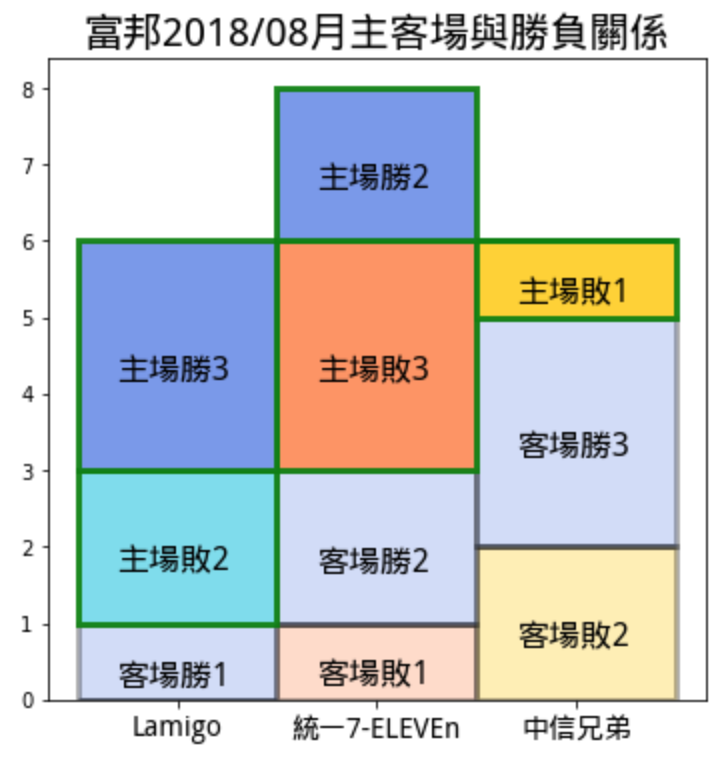 富邦2018/08月主客場與勝負關係
8
7
6
5
4
3
2
1
0
主場勝2
主場敗1
主場勝3
主場敗3
客場勝3
主場敗2
客場勝2
客場敗2
客場勝1
客場敗1
Lamigo
統一7-ELEVEn
中信兄弟